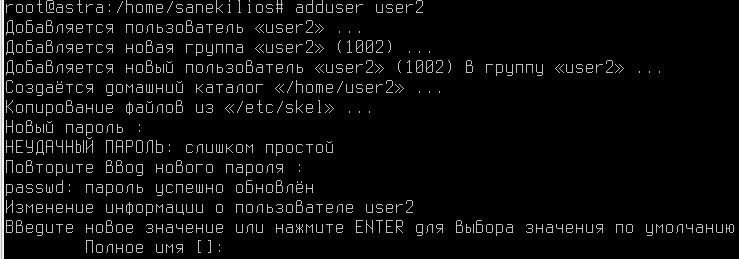 root@astra:/home/sanekilios# adduser user2
Добавляется пользователь «user2» ...
Добавляется новая группа «user2» (1002) ...
Добавляется новый пользователь «user2» (1002) в группу «user2» ...
Создаётся домашний каталог «/home/user2» ...
Копирование файлов из «/etc/skel» ...
Новый пароль :
НЕУДАЧНЫЙ ПАРОЛЬ: слишком простой
Повторите ввод нового пароля :
passwd: пароль успешно обновлён
Изменение информации о пользователе user2
Введите новое значение или нажмите ENTER для выбора значения по умолчанию
Полное имя []: